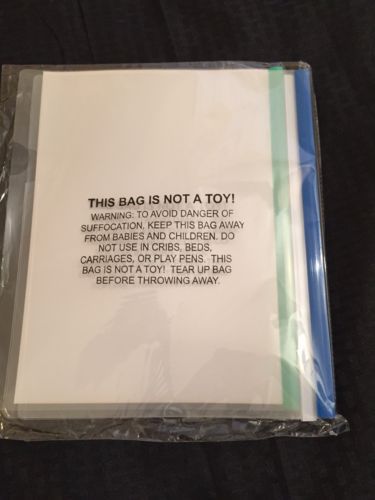 THIS BAG IS NOT A TOY!
WARNING: TO AVOID DANGER OF
SUFFOCATION, KEEP THIS BAG AWAY
FROM BABIES AND CHILDREN. DO
NOT USE IN CRIBS, BEDS,
CARRIAGES, OR PLAY PENS. THIS
BAG IS NOT A TOY! TEAR UP BAG
BEFORE THROWING AWAY.